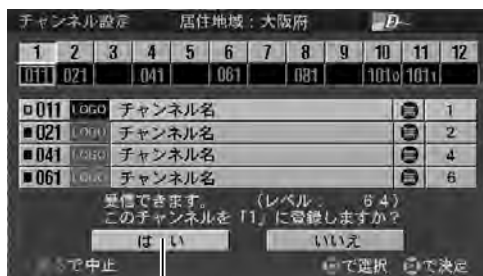 チャンネル設定 居住地域：大阪府
1 2 3 4 5 6 7 8 9 10 11 12
011 021 041 061 081 1010 1011
011 LOGO チャンネル名 1
021 LOGO チャンネル名 2
041 LOGO チャンネル名 4
061 LOGO チャンネル名 6
受信できます。 （レベル： 64）
このチャンネルを「1」に登録しますか？
はい いいえ
で中止 で選択 で決定